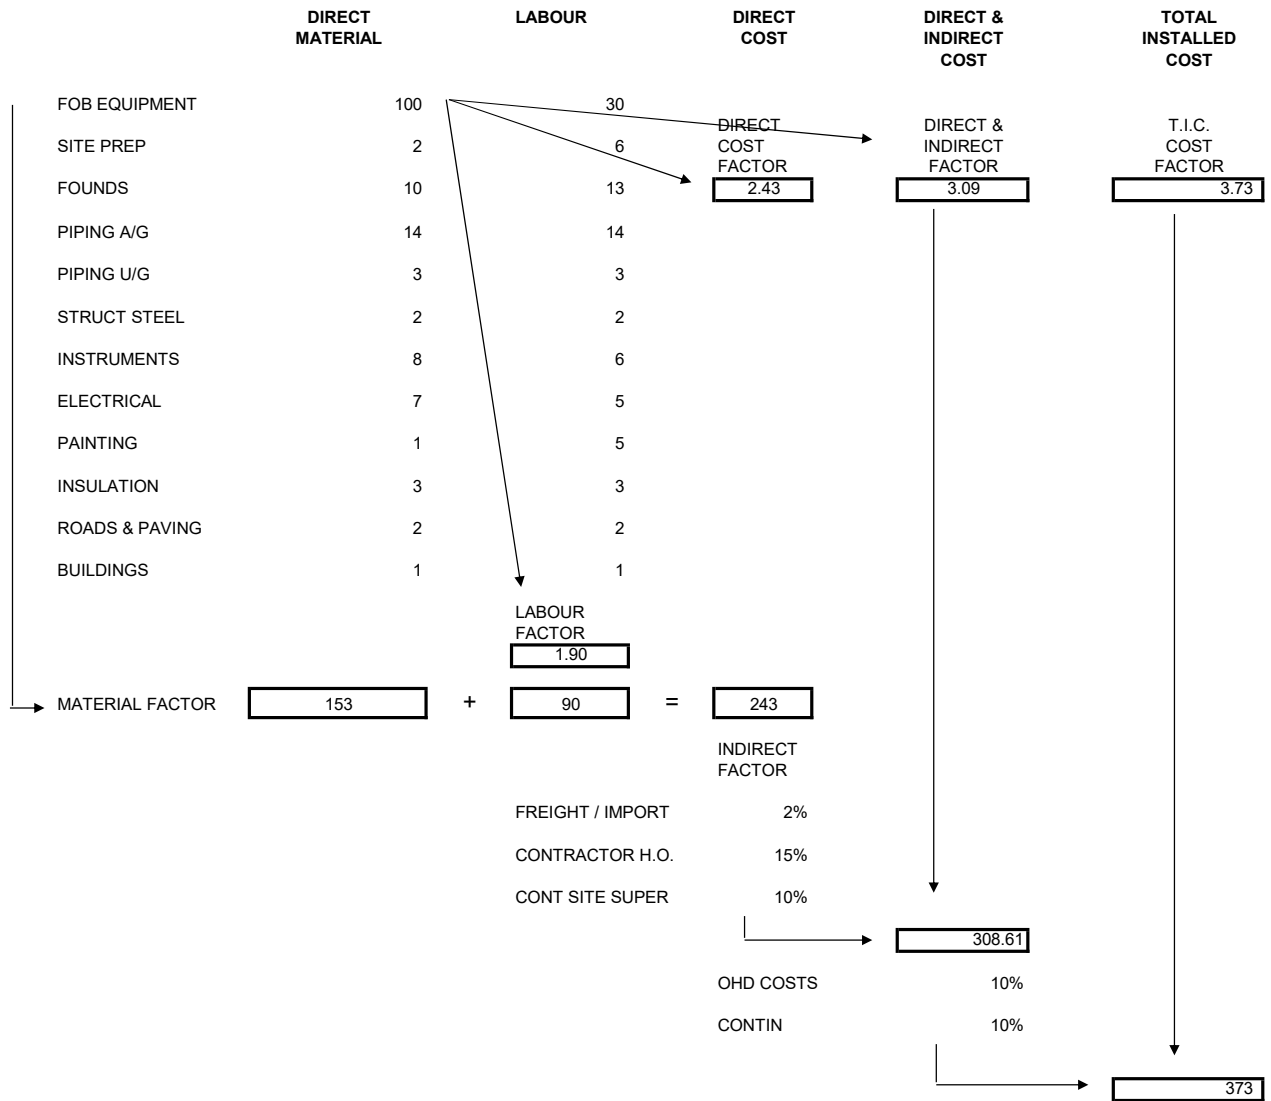 DIRECT MATERIAL
LABOUR
DIRECT COST
DIRECT & INDIRECT COST
TOTAL INSTALLED COST
FOB EQUIPMENT 100 30
DIRECT COST FACTOR
DIRECT & INDIRECT FACTOR
T.I.C. COST FACTOR
SITE PREP 2 6
FOUNDS 10 13 2.43 3.09 3.73
PIPING A/G 14 14
PIPING U/G 3 3
STRUCT STEEL 2 2
INSTRUMENTS 8 6
ELECTRICAL 7 5
PAINTING 1 5
INSULATION 3 3
ROADS & PAVING 2 2
BUILDINGS 1 1
LABOUR
FACTOR
1.90
MATERIAL FACTOR 153 + 90 = 243
INDIRECT
FACTOR
FREIGHT / IMPORT 2%
CONTRACTOR H.O. 15%
CONT SITE SUPER 10%
308.61
OHD COSTS 10%
CONTIN 10%
373